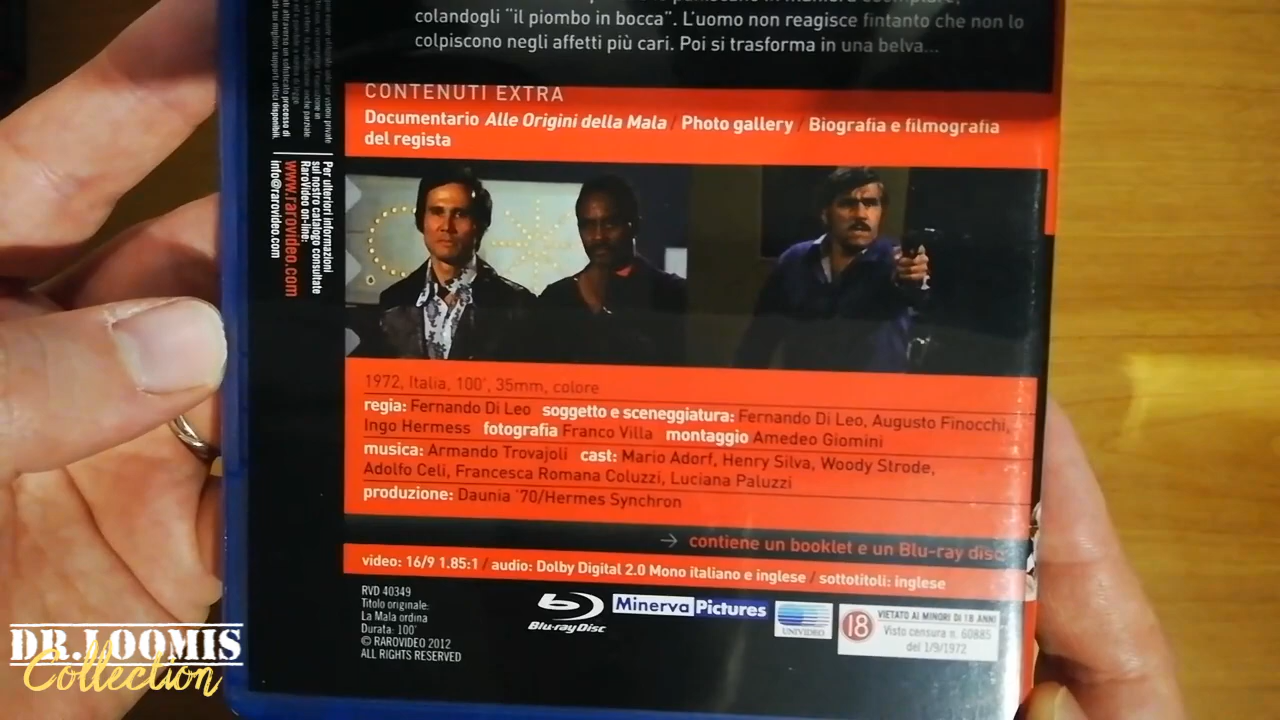 colandogli “il piombo in bocca”. L’uomo non reagisce fintanto che non lo
colpiscono negli affetti più cari. Poi si trasforma in una belva...
CONTENUTI EXTRA
Documentario Alle Origini della Mala / Photo gallery / Biografia e filmografia
del regista
Per ulteriori informazioni
sul nostro catalogo consultate
RaroVideo on-line:
www.rarovideo.com
info@rarovideo.com
1972, Italia, 100', 35mm, colore
regia: Fernando Di Leo soggetto e sceneggiatura: Fernando Di Leo, Augusto Finocchi,
Ingo Hermess fotografia Franco Villa montaggio Amedeo Giomini
musica: Armando Trovajoli cast: Mario Adorf, Henry Silva, Woody Strode,
Adolfo Celi, Francesca Romana Coluzzi, Luciana Paluzzi
produzione: Daunia '70/Hermes Synchron
→ contiene un booklet e un Blu-ray disc
video: 16/9 1.85:1 / audio: Dolby Digital 2.0 Mono italiano e inglese / sottotitoli: inglese
RVD 40349
Titolo originale:
La Mala ordina
Durata: 100'
© RAROVIDEO 2012
ALL RIGHTS RESERVED
Blu-ray Disc
Minerva Pictures
UNIVIDEO
18
VIETATO AI MINORI DI 18 ANNI
Visto censura n. 60885
del 1/9/1972
DR.LOOMIS
Collection